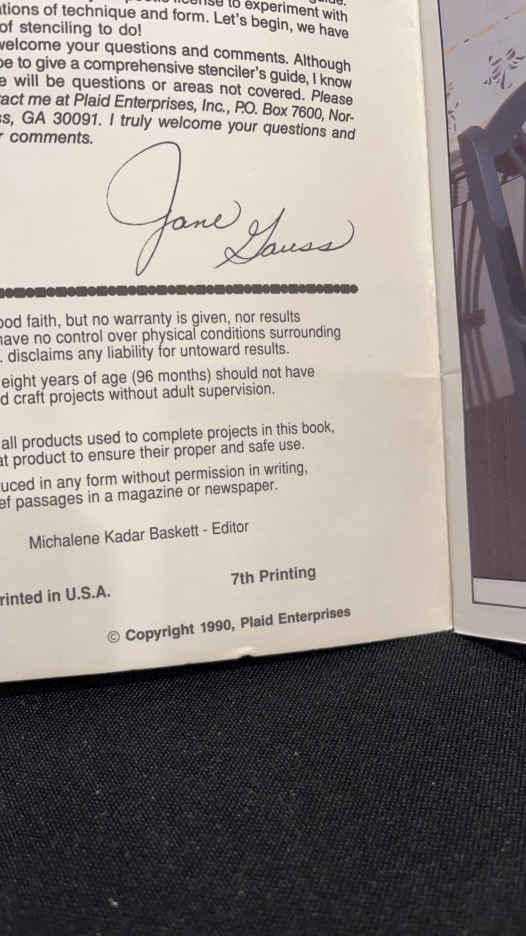 license to experiment with
tions of technique and form. Let's begin, we have
of stenciling to do!
welcome your questions and comments. Although
pe to give a comprehensive stenciler's guide, I know
e will be questions or areas not covered. Please
act me at Plaid Enterprises, Inc., P.O. Box 7600, Nor-
ss, GA 30091. I truly welcome your questions and
r comments.
Jane Gauss
ood faith, but no warranty is given, nor results
have no control over physical conditions surrounding
. disclaims any liability for untoward results.
eight years of age (96 months) should not have
d craft projects without adult supervision.
all products used to complete projects in this book,
at product to ensure their proper and safe use.
uced in any form without permission in writing,
ef passages in a magazine or newspaper.
Michalene Kadar Baskett - Editor
rinted in U.S.A.
7th Printing
© Copyright 1990, Plaid Enterprises